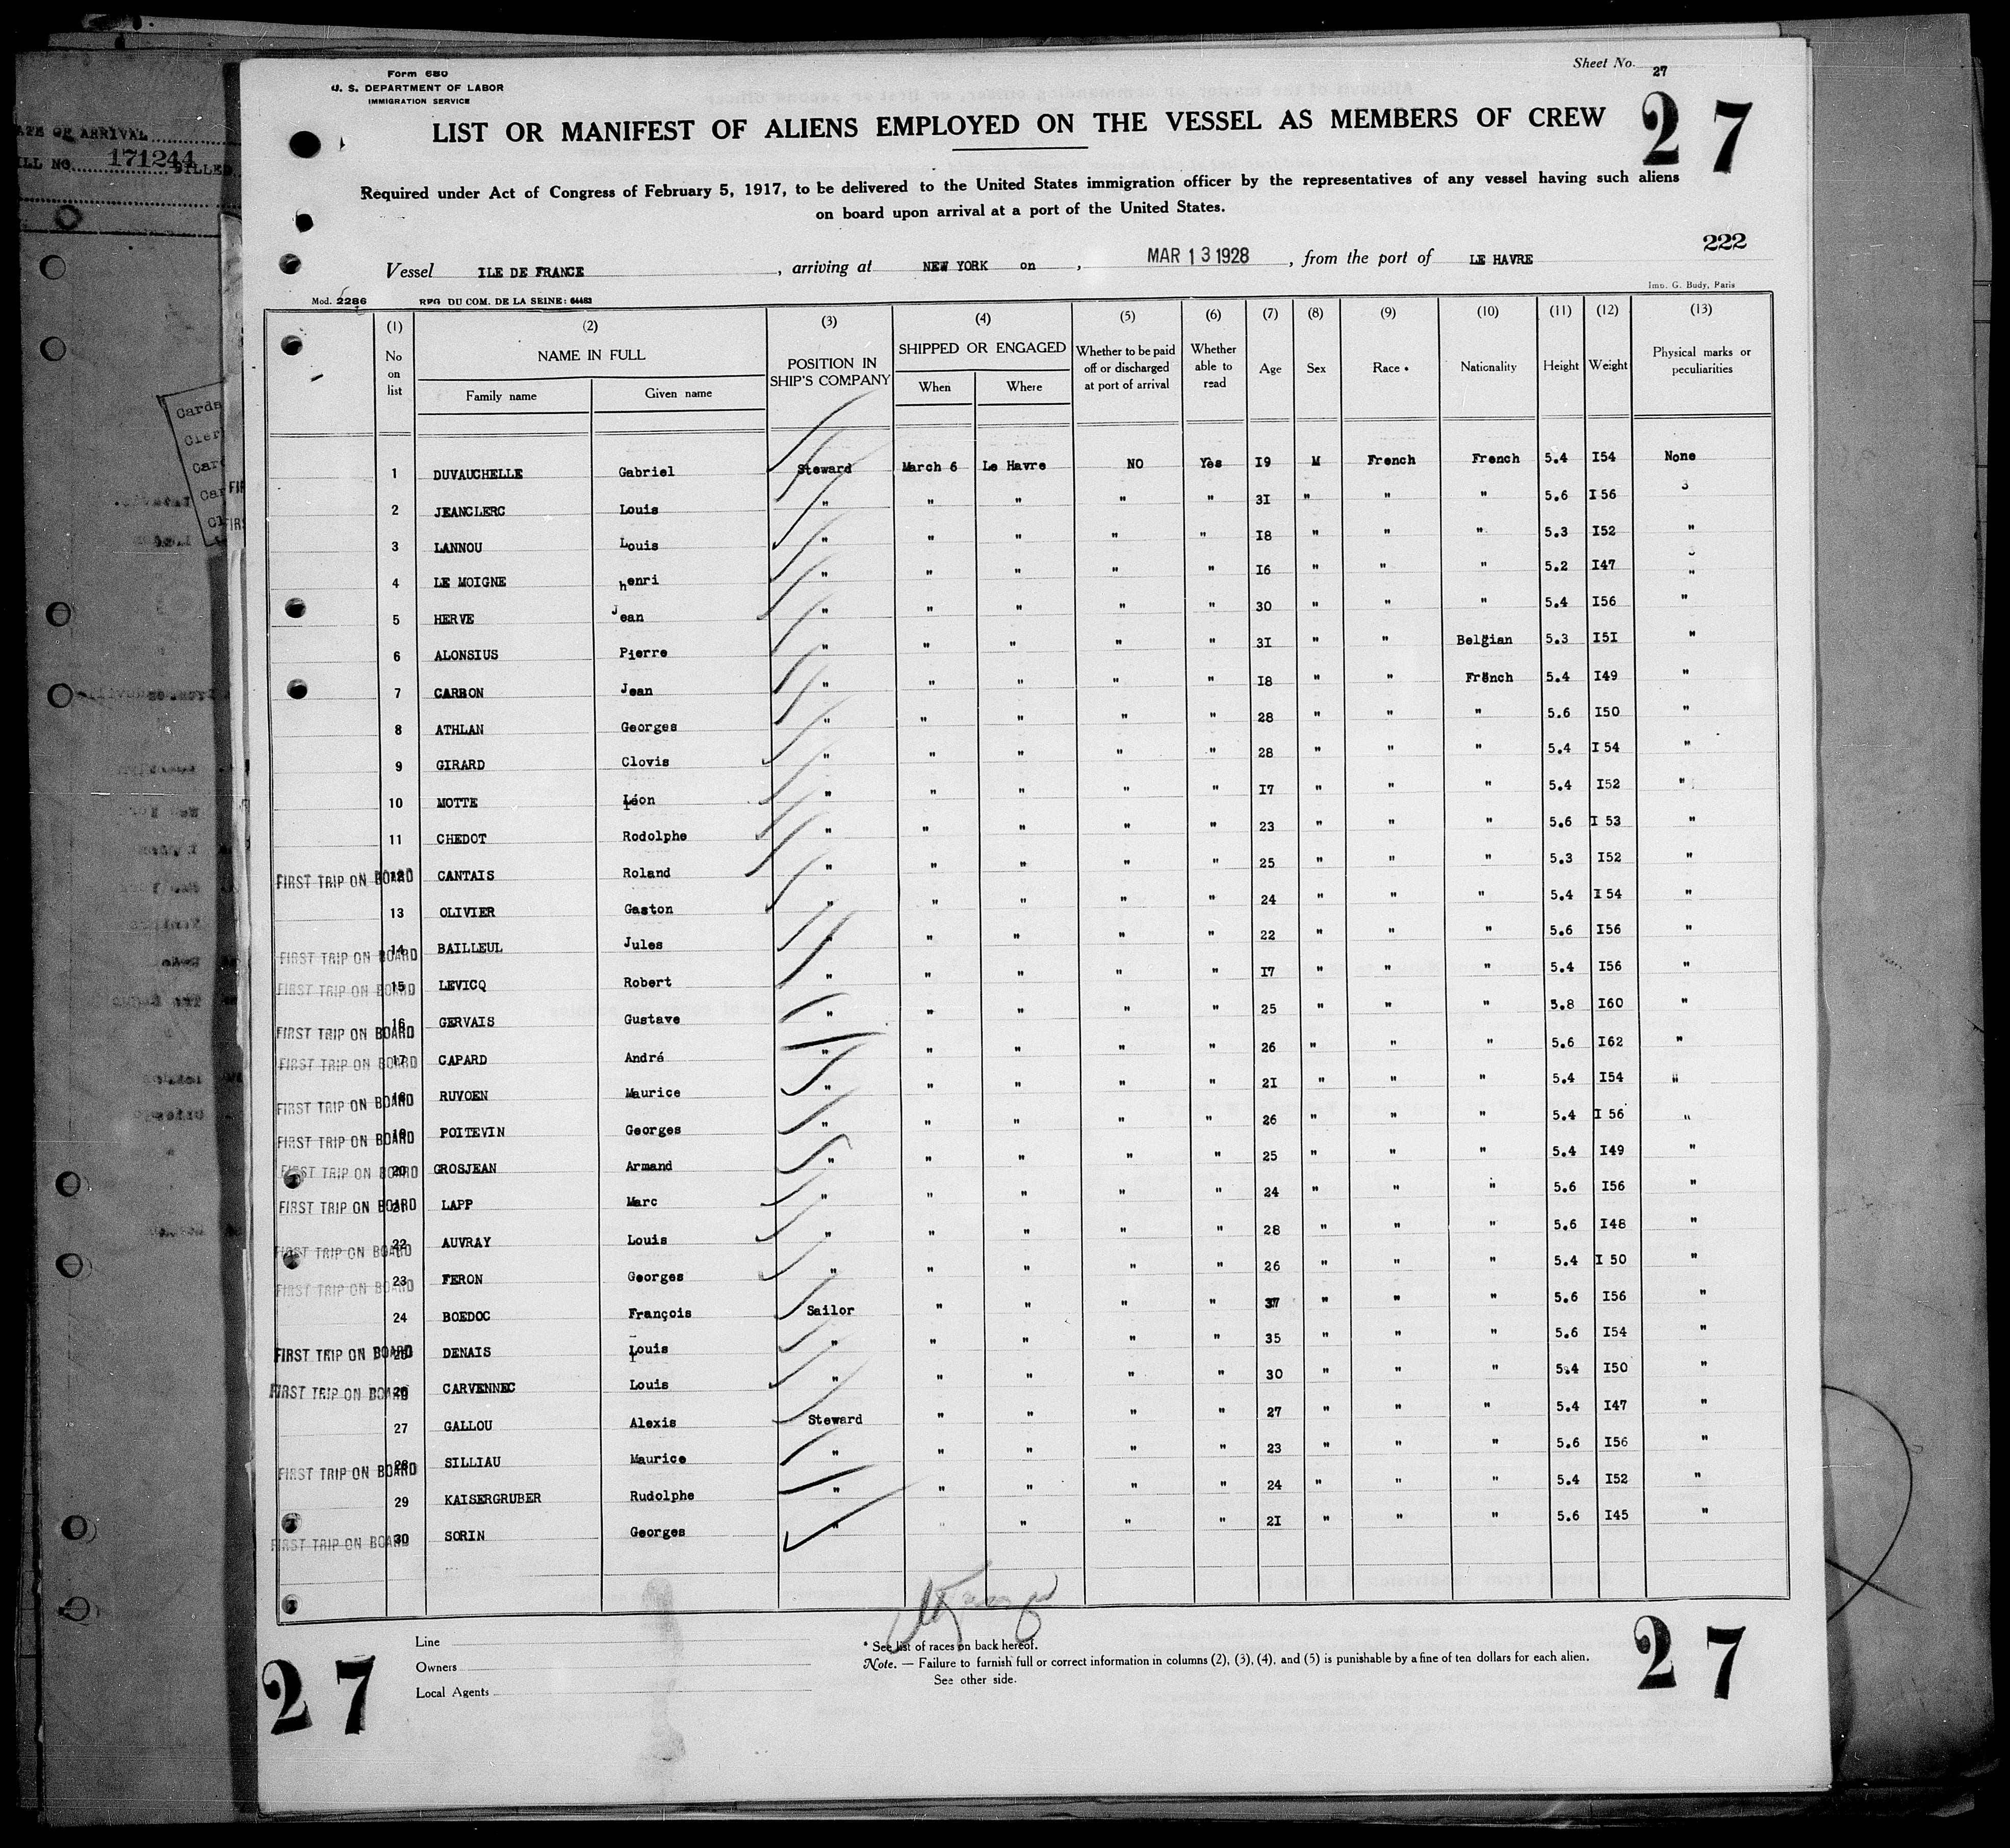 Form 680
U. S. DEPARTMENT OF LABOR
IMMIGRATION SERVICE
Sheet No. 27
27
LIST OR MANIFEST OF ALIENS EMPLOYED ON THE VESSEL AS MEMBERS OF CREW
Required under Act of Congress of February 5, 1917, to be delivered to the United States immigration officer by the representatives of any vessel having such aliens
on board upon arrival at a port of the United States.
222
Vessel ILE DE FRANCE, arriving at NEW YORK on, MAR 13 1928, from the port of LE HAVRE
Mod. 2286 REG DU COM. DE LA SEINE: 64483 Imp. G. Budy, Paris
(1) (2) (3) (4) (5) (6) (7) (8) (9) (10) (11) (12) (13)
No on list NAME IN FULL Family name Given name POSITION IN SHIP'S COMPANY SHIPPED OR ENGAGED When Where Whether to be paid off or discharged at port of arrival Whether able to read Age Sex Race * Nationality Height Weight Physical marks or peculiarities
1 DUVAUCHELLE Gabriel Steward March 6 Le Havre NO Yes I9 M French French 5.4 I54 None
2 JEANCLERC Louis " " " " " 3I " " " 5.6 I56
3 LANNOU Louis " " " " " I8 " " " 5.3 I52 "
4 LE MOIGNE henri " " " " " I6 " " " 5.2 I47 "
5 HERVE Jean " " " " " 30 " " " 5.4 I56 "
6 ALONSIUS Pierre " " " " " 3I " " Belgian 5.3 I5I "
7 CARBON Jean " " " " " I8 " " French 5.4 I49 "
8 ATHLAN Georges " " " " " 28 " " " 5.6 I50 "
9 GIRARD Clovis " " " " " 28 " " " 5.4 I54 "
10 MOTTE Léon " " " " " I7 " " " 5.4 I52 "
11 CHEDOT Rodolphe " " " " " 23 " " " 5.6 I53 "
FIRST TRIP ON BOARD 12 CANTAIS Roland " " " " " 25 " " " 5.3 I52 "
13 OLIVIER Gaston " " " " " 24 " " " 5.4 I54 "
FIRST TRIP ON BOARD 14 BAILLEUL Jules " " " " " 22 " " " 5.6 I56 "
FIRST TRIP ON BOARD 15 LEVICQ Robert " " " " " I7 " " " 5.4 I56 "
FIRST TRIP ON BOARD 16 GERVAIS Gustave " " " " " 25 " " " 5.8 I60 "
FIRST TRIP ON BOARD 17 CAPARD André " " " " " 26 " " " 5.6 I62 "
FIRST TRIP ON BOARD 18 RUVOEN Maurice " " " " " 2I " " " 5.4 I54 "
FIRST TRIP ON BOARD 19 POITEVIN Georges " " " " " 26 " " " 5.4 I56 "
FIRST TRIP ON BOARD 20 GROSJEAN Armand " " " " " 25 " " " 5.4 I49 "
FIRST TRIP ON BOARD 21 LAPP Marc " " " " " 24 " " " 5.6 I56 "
FIRST TRIP ON BOARD 22 AUVRAY Louis " " " " " 28 " " " 5.6 I48 "
FIRST TRIP ON BOARD 23 FERON Georges " " " " " 26 " " " 5.4 I50 "
24 BOEDOC François Sailor " " " " 37 " " " 5.6 I56 "
FIRST TRIP ON BOARD 25 DENAIS Louis " " " " " 35 " " " 5.6 I54 "
FIRST TRIP ON BOARD 26 CARVENNEC Louis " " " " " 30 " " " 5.4 I50 "
27 GALLOU Alexis Steward " " " " 27 " " " 5.4 I47 "
FIRST TRIP ON BOARD 28 SILLIAU Maurice " " " " " 23 " " " 5.6 I56 "
29 KAISERGRUBER Rudolphe " " " " " 24 " " " 5.4 I52 "
FIRST TRIP ON BOARD 30 SORIN Georges " " " " " 2I " " " 5.6 I45 "
Line
Owners
Local Agents
* See list of races on back hereof.
Note. — Failure to furnish full or correct information in columns (2), (3), (4), and (5) is punishable by a fine of ten dollars for each alien.
See other side.
27
27
171244